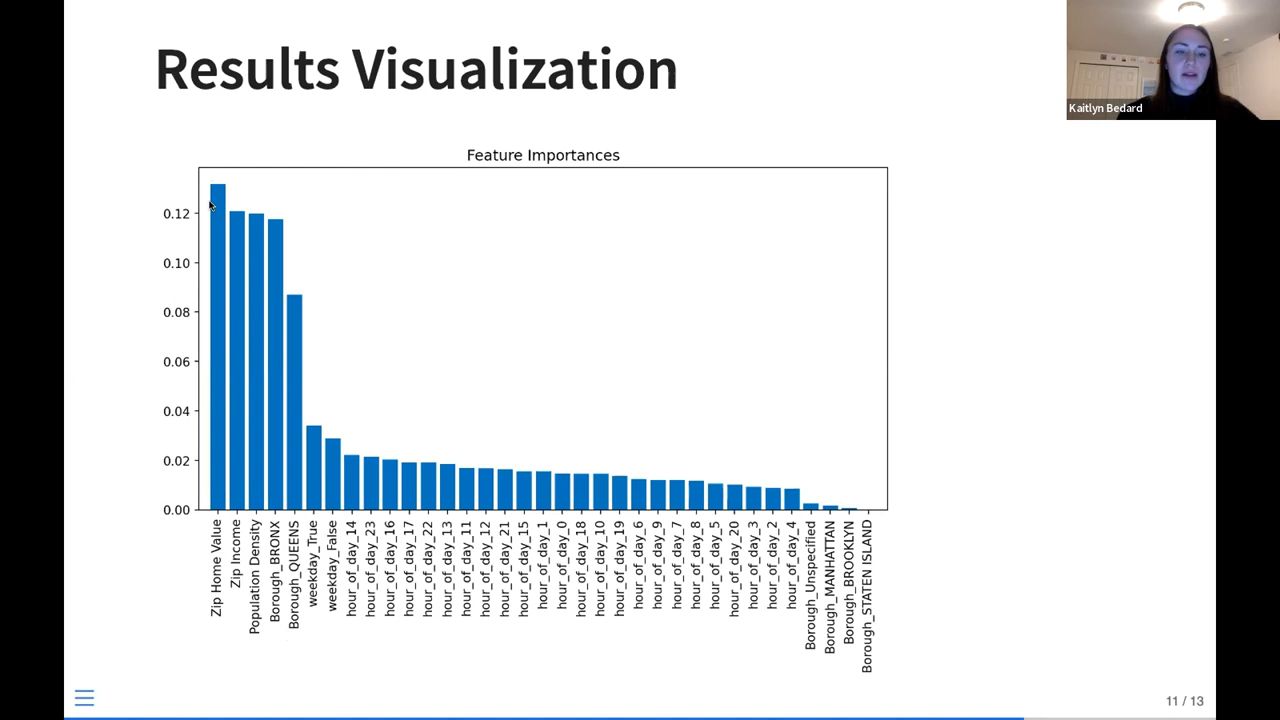 Results Visualization
Kaitlyn Bedard
Feature Importances
0.12
0.10
0.08
0.06
0.04
0.02
0.00
Zip Home Value
Zip Income
Population Density
Borough_BRONX
Borough_QUEENS
weekday_True
weekday_False
hour_of_day_14
hour_of_day_23
hour_of_day_16
hour_of_day_17
hour_of_day_22
hour_of_day_13
hour_of_day_11
hour_of_day_12
hour_of_day_21
hour_of_day_15
hour_of_day_1
hour_of_day_0
hour_of_day_18
hour_of_day_10
hour_of_day_19
hour_of_day_6
hour_of_day_9
hour_of_day_7
hour_of_day_8
hour_of_day_5
hour_of_day_20
hour_of_day_3
hour_of_day_2
hour_of_day_4
Borough_Unspecified
Borough_MANHATTAN
Borough_BROOKLYN
Borough_STATEN ISLAND
11 / 13